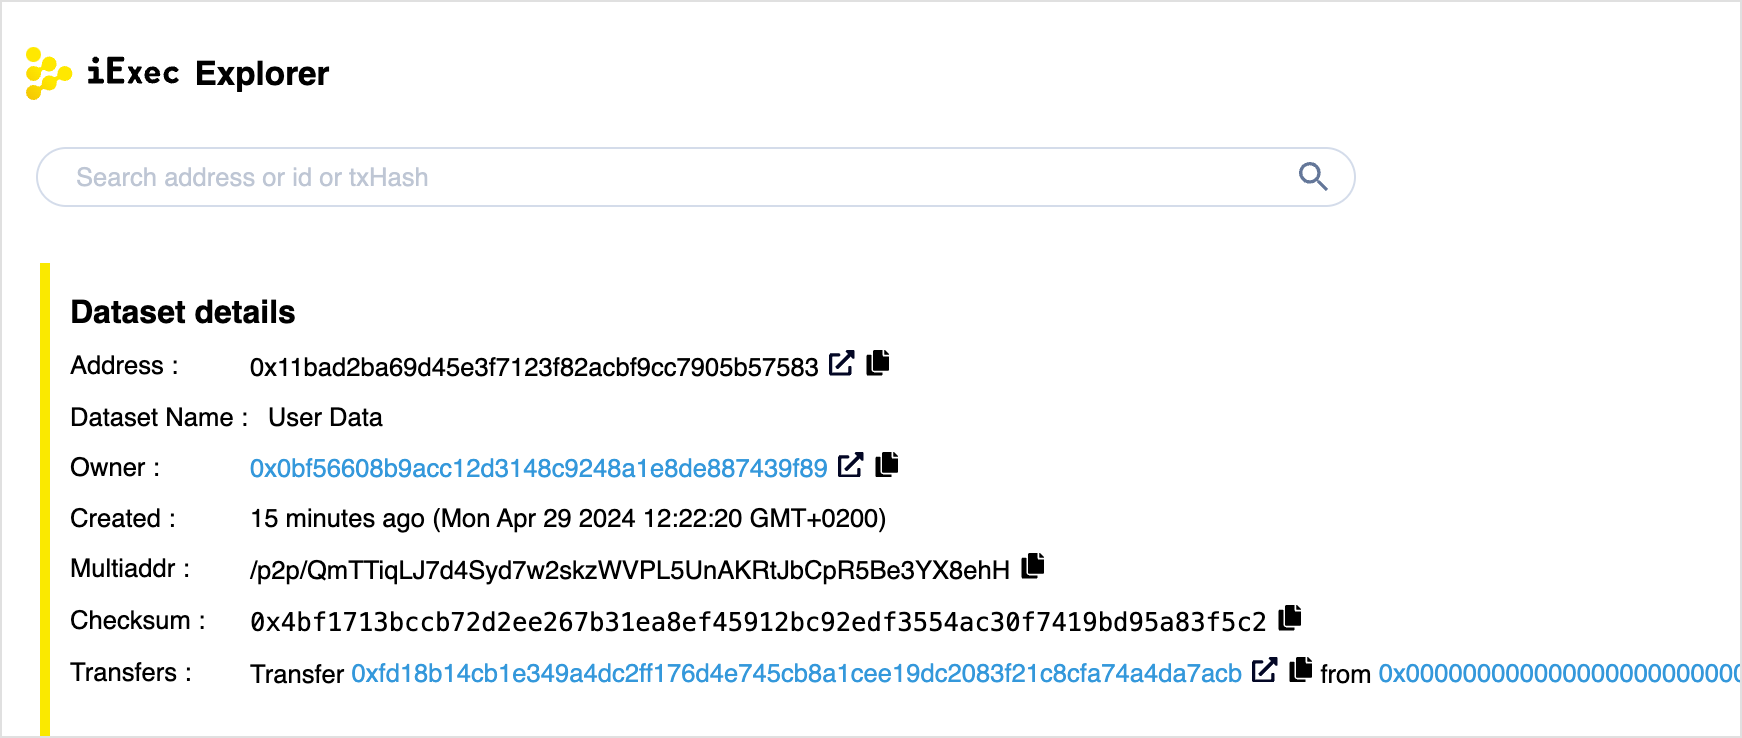 iExec Explorer
Search address or id or txHash
Dataset details
Address : 0x11bad2ba69d45e3f7123f82acbf9cc7905b57583
Dataset Name : User Data
Owner : 0x0bf56608b9acc12d3148c9248a1e8de887439f89
Created : 15 minutes ago (Mon Apr 29 2024 12:22:20 GMT+0200)
Multiaddr : /p2p/QmTTiqLJ7d4Syd7w2skzWVPL5UnAKRtJbCpR5Be3YX8ehH
Checksum : 0x4bf1713bccb72d2ee267b31ea8ef45912bc92edf3554ac30f7419bd95a83f5c2
Transfers : Transfer 0xfd18b14cb1e349a4dc2ff176d4e745cb8a1cee19dc2083f21c8cfa74a4da7acb from 0x000000000000000000000000